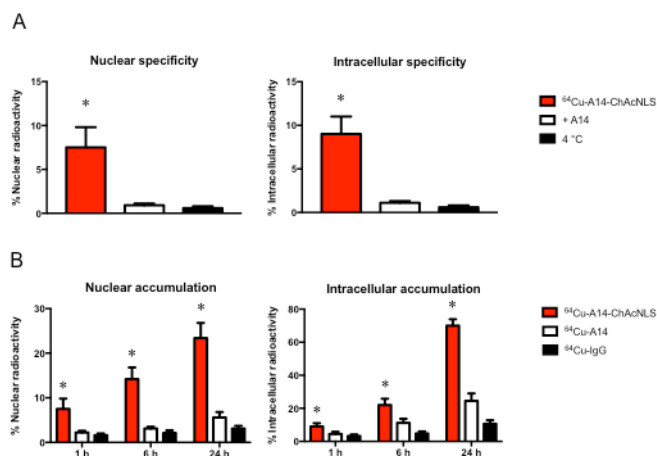 A
Nuclear specificity
% Nuclear radioactivity
15
10
5
0
*
Intracellular specificity
% Intracellular radioactivity
15
10
5
0
*
⁶⁴Cu-A14-ChAcNLS
+ A14
4 °C
B
Nuclear accumulation
% Nuclear radioactivity
30
20
10
0
*
*
*
1 h
6 h
24 h
Intracellular accumulation
% Intracellular radioactivity
80
60
40
20
0
*
*
*
1 h
6 h
24 h
⁶⁴Cu-A14-ChAcNLS
⁶⁴Cu-A14
⁶⁴Cu-IgG